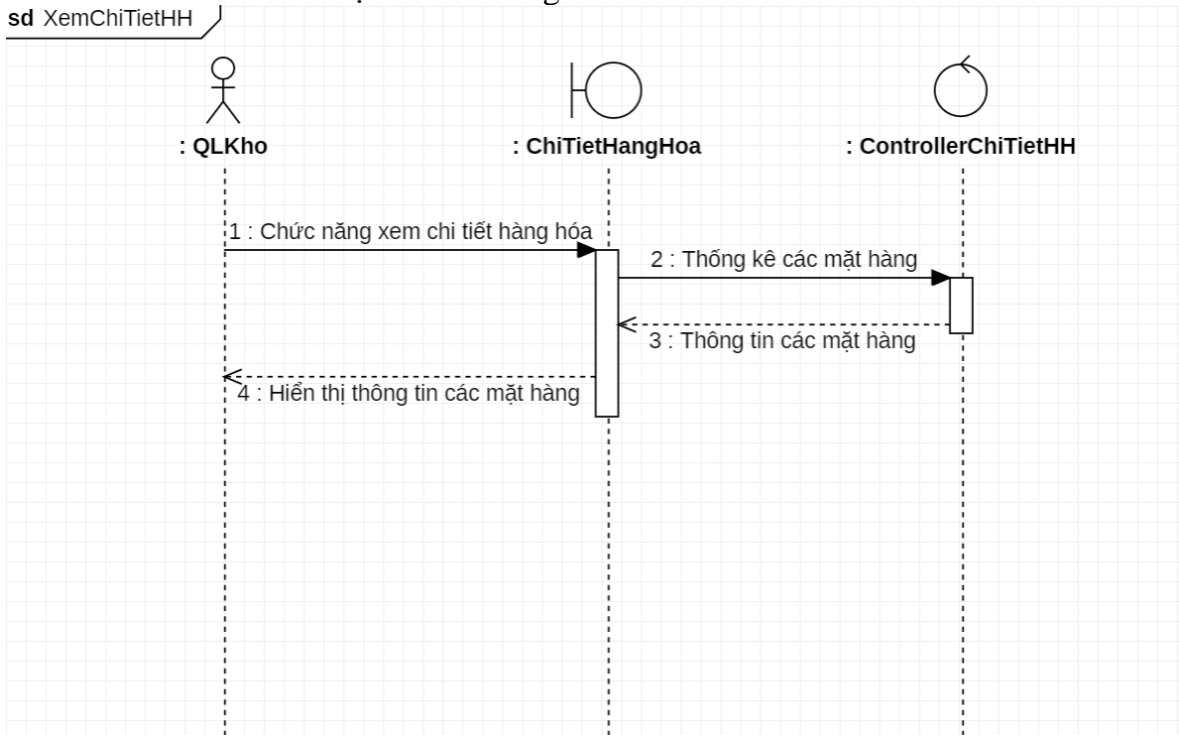 sd XemChiTietHH
: QLKho
: ChiTietHangHoa
: ControllerChiTietHH
1 : Chức năng xem chi tiết hàng hóa
2 : Thống kê các mặt hàng
3 : Thông tin các mặt hàng
4 : Hiển thị thông tin các mặt hàng